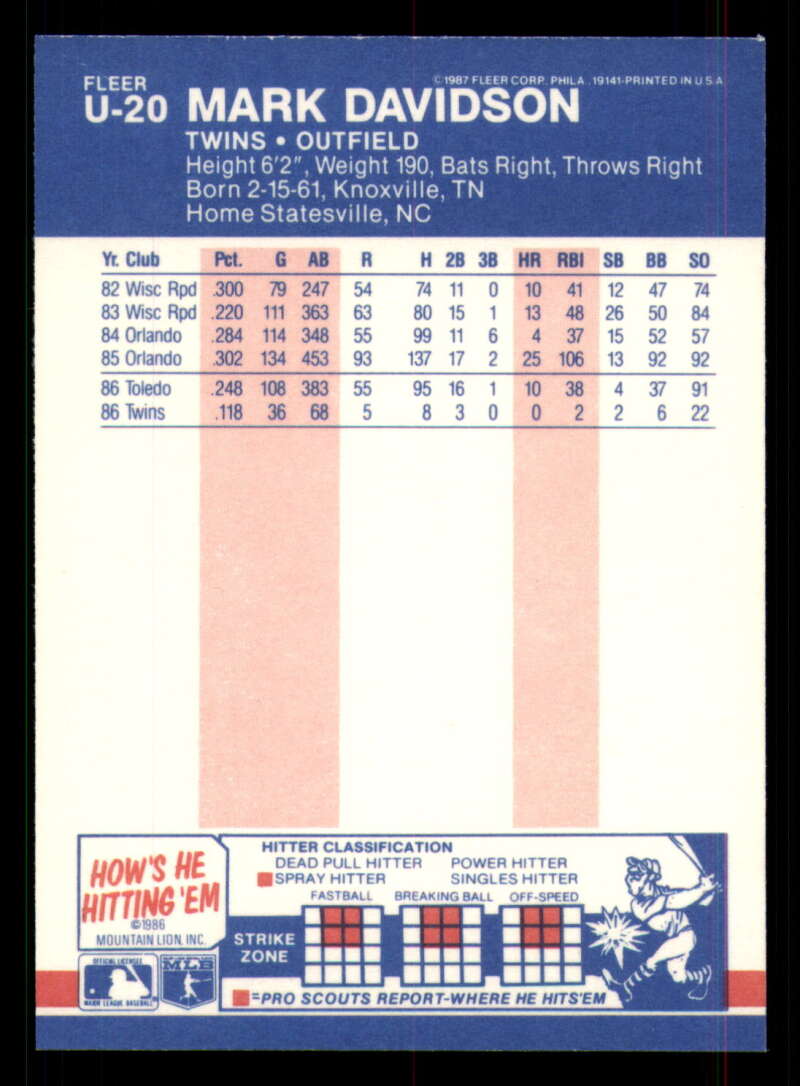 FLEER
U-20
©1987 FLEER CORP. PHILA., 19141-PRINTED IN U.S.A
MARK DAVIDSON
TWINS • OUTFIELD
Height 6'2", Weight 190, Bats Right, Throws Right
Born 2-15-61, Knoxville, TN
Home Statesville, NC
Yr. Club Pct. G AB R H 2B 3B HR RBI SB BB SO
82 Wisc Rpd .300 79 247 54 74 11 0 10 41 12 47 74
83 Wisc Rpd .220 111 363 63 80 15 1 13 48 26 50 84
84 Orlando .284 114 348 55 99 11 6 4 37 15 52 57
85 Orlando .302 134 453 93 137 17 2 25 106 13 92 92
86 Toledo .248 108 383 55 95 16 1 10 38 4 37 91
86 Twins .118 36 68 5 8 3 0 0 2 2 6 22
HOW'S HE
HITTING 'EM
©1986
MOUNTAIN LION, INC.
OFFICIAL LICENSEE
MAJOR LEAGUE BASEBALL
MLB
HITTER CLASSIFICATION
DEAD PULL HITTER POWER HITTER
SPRAY HITTER SINGLES HITTER
FASTBALL BREAKING BALL OFF-SPEED
STRIKE
ZONE
=PRO SCOUTS REPORT-WHERE HE HITS'EM